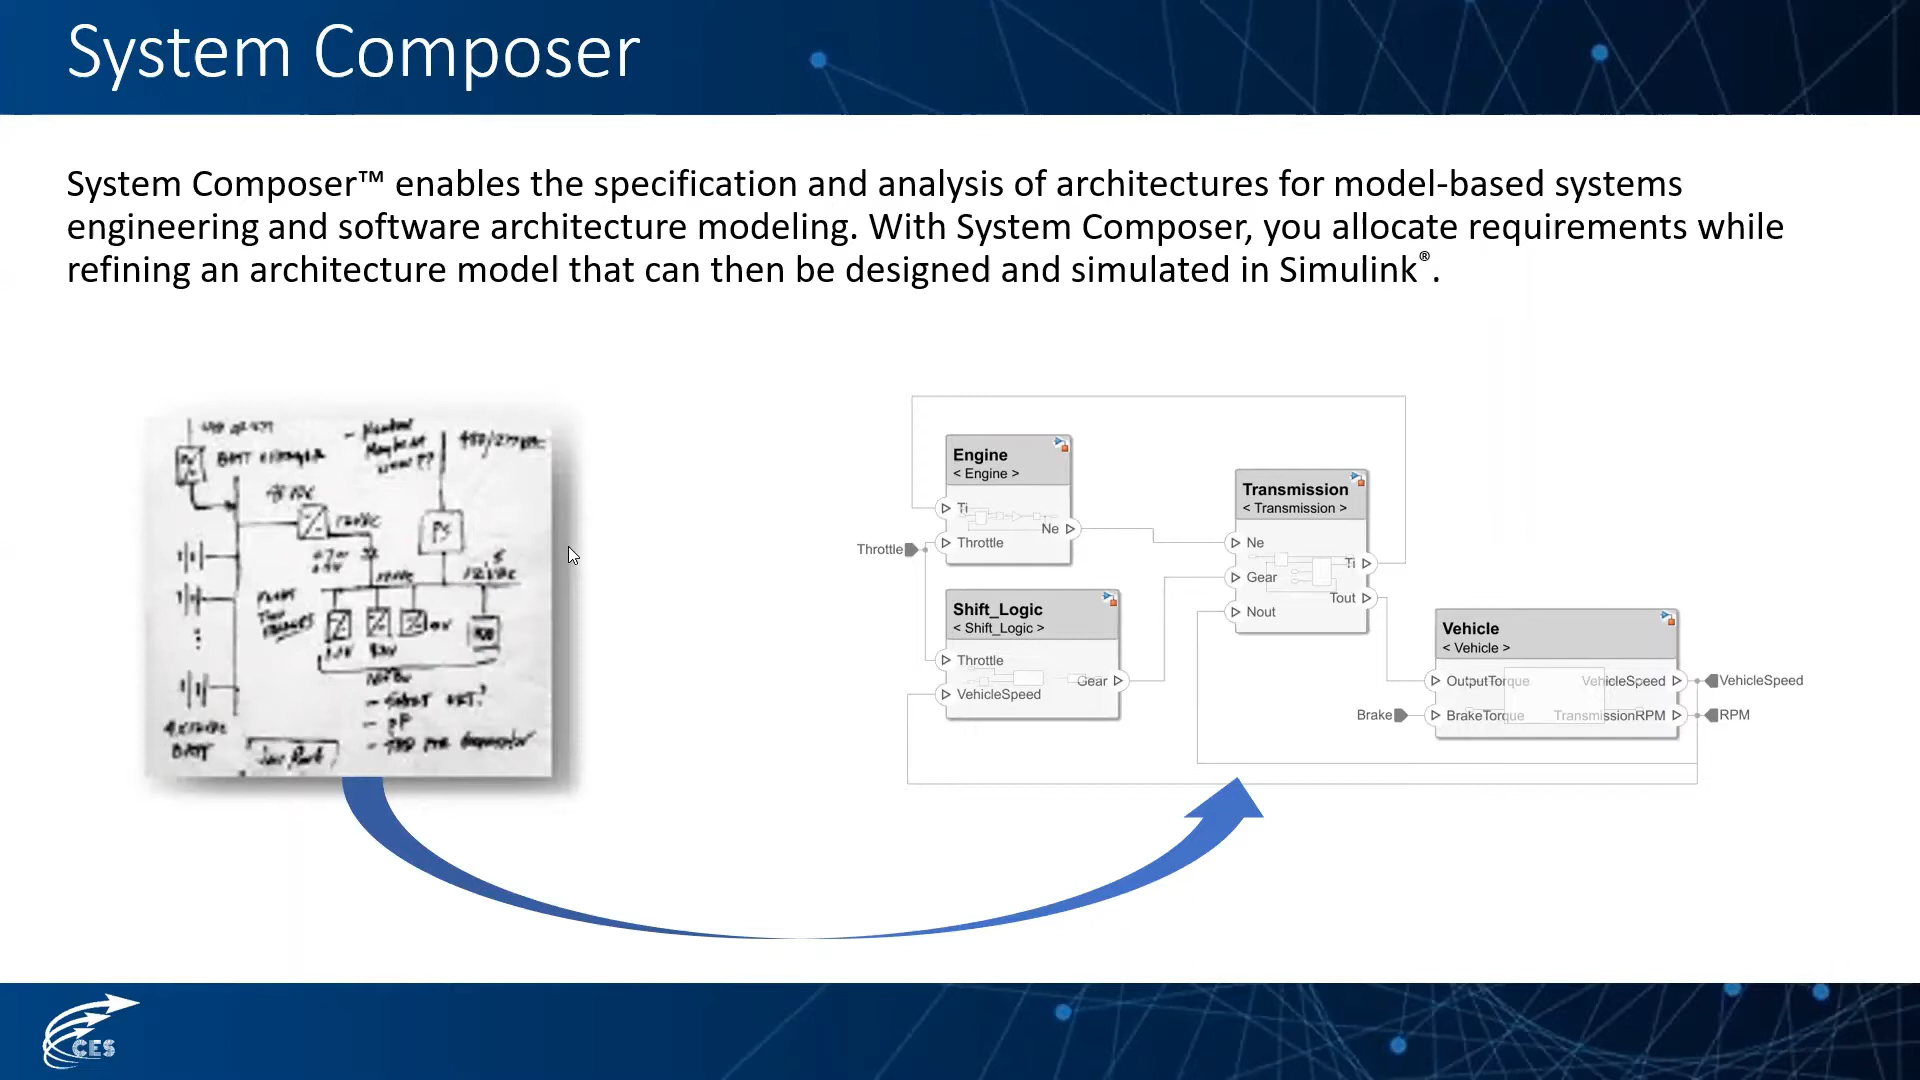 System Composer
System Composer™ enables the specification and analysis of architectures for model-based systems
engineering and software architecture modeling. With System Composer, you allocate requirements while
refining an architecture model that can then be designed and simulated in Simulink®.
BATT
PS
Engine
< Engine >
Ti
Ne
Throttle
Throttle
Shift_Logic
< Shift_Logic >
Throttle
Gear
VehicleSpeed
Transmission
< Transmission >
Ne
Ti
Gear
Tout
Nout
Vehicle
< Vehicle >
OutputTorque
VehicleSpeed
VehicleSpeed
Brake
BrakeTorque
TransmissionRPM
RPM
CES